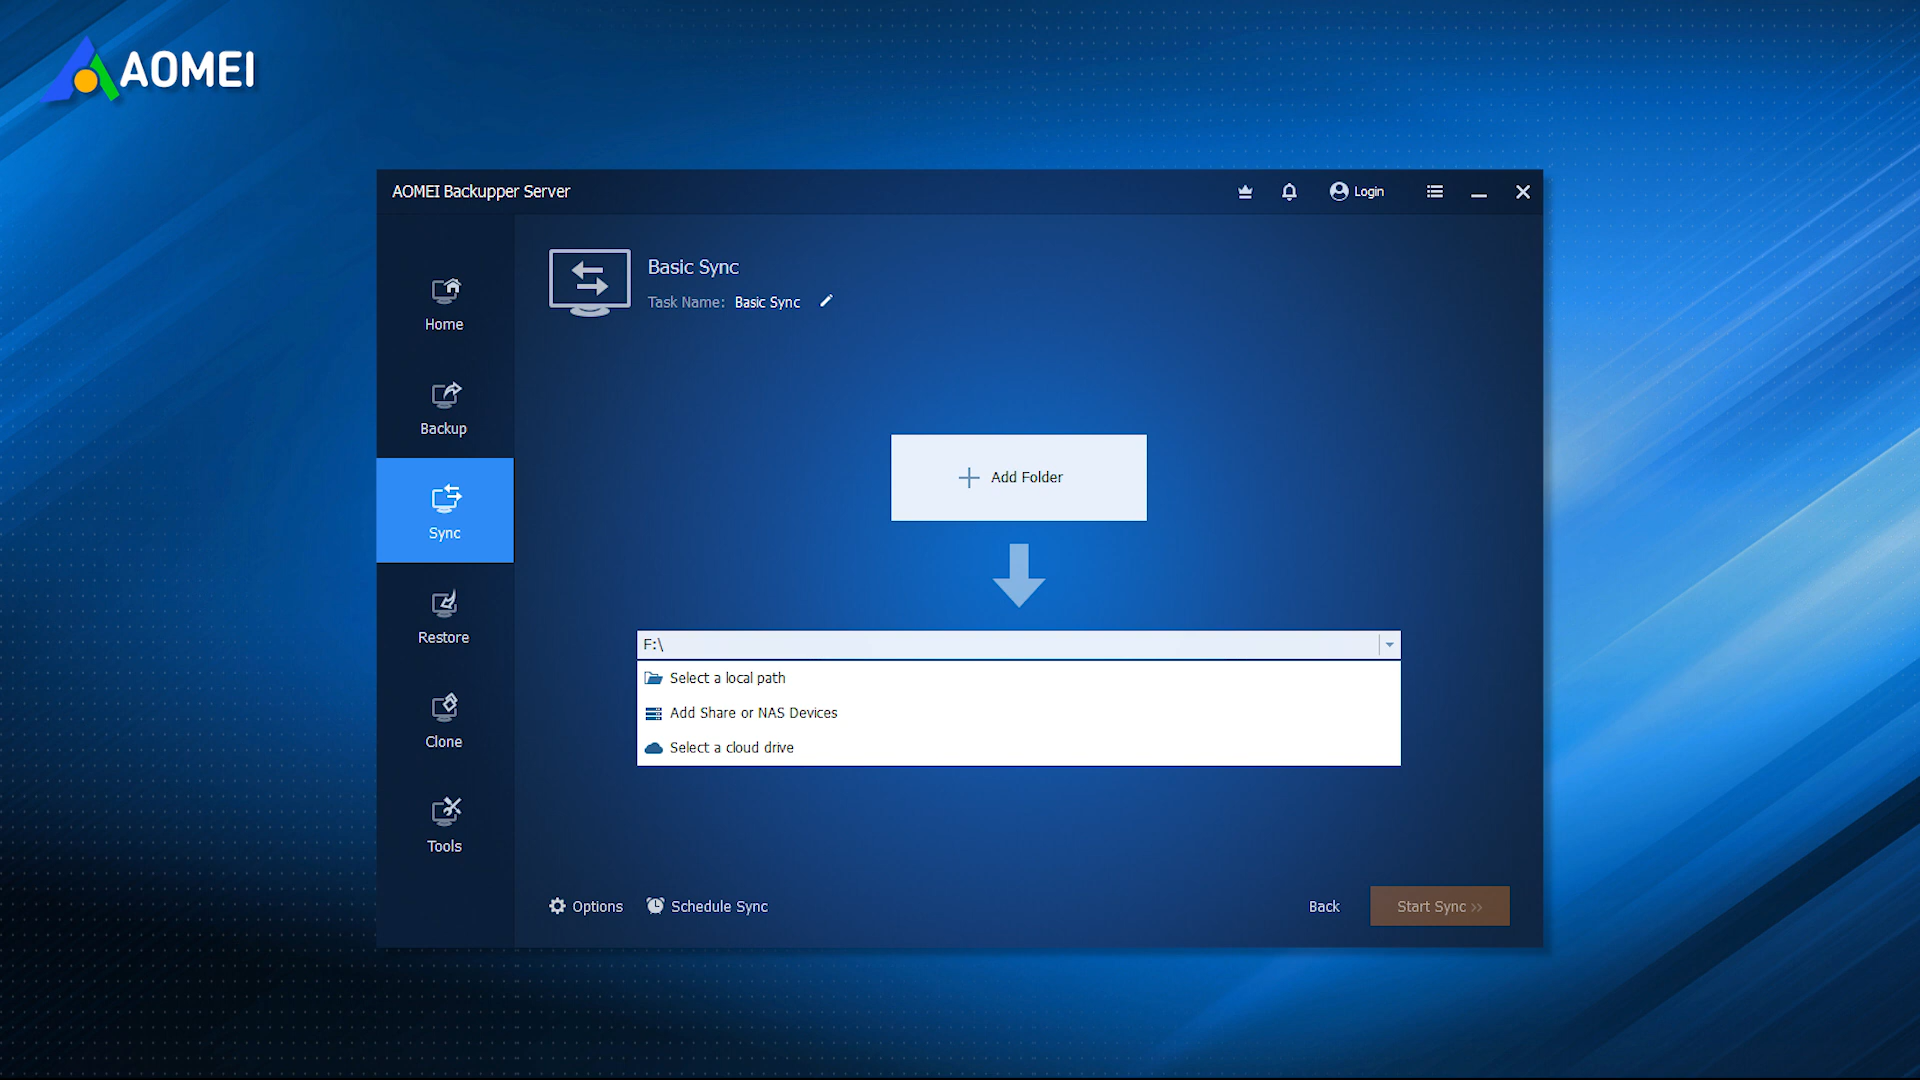 AOMEI
AOMEI Backupper Server
Login
Basic Sync
Task Name: Basic Sync
Home
Backup
Sync
Restore
Clone
Tools
Add Folder
F:\
Select a local path
Add Share or NAS Devices
Select a cloud drive
Options
Schedule Sync
Back
Start Sync >>